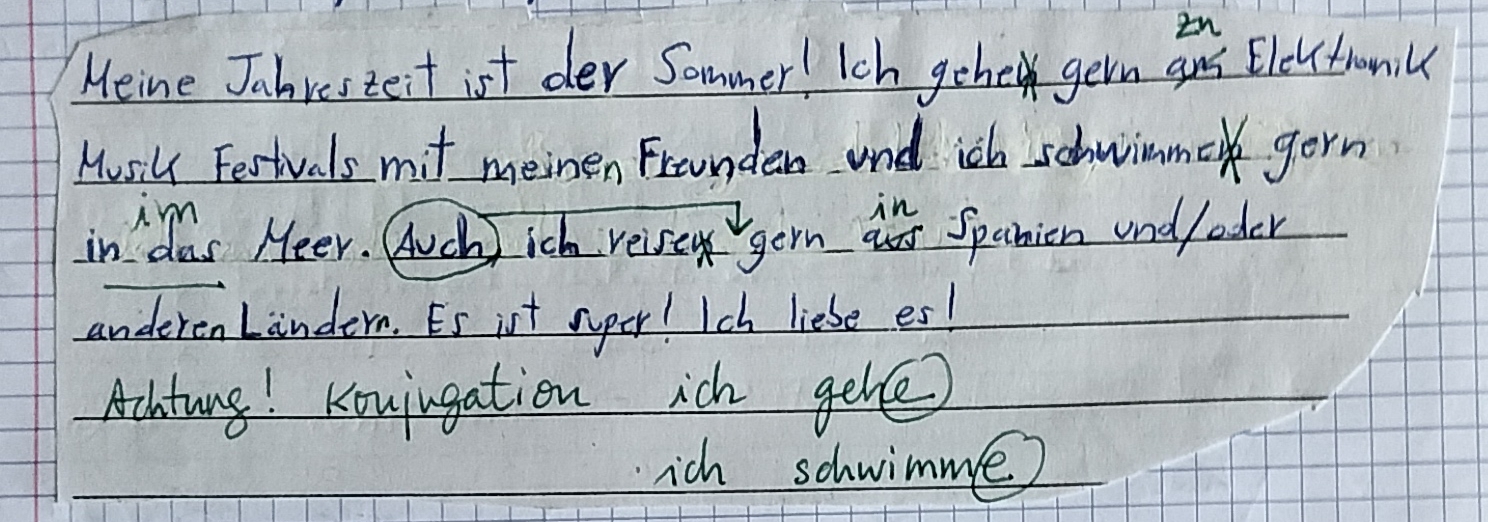 zu
Meine Jahreszeit ist der Sommer! Ich gehen gern ans Elekthonik
Musik Festivals mit meinen Freunden und ich schwimmen gern
im in
in das Meer. Auch ich reisen gern aus Spanien und/oder
anderen Ländern. Es ist super! Ich liebe es!
Achtung! Konjugation ich gehe
ich schwimme